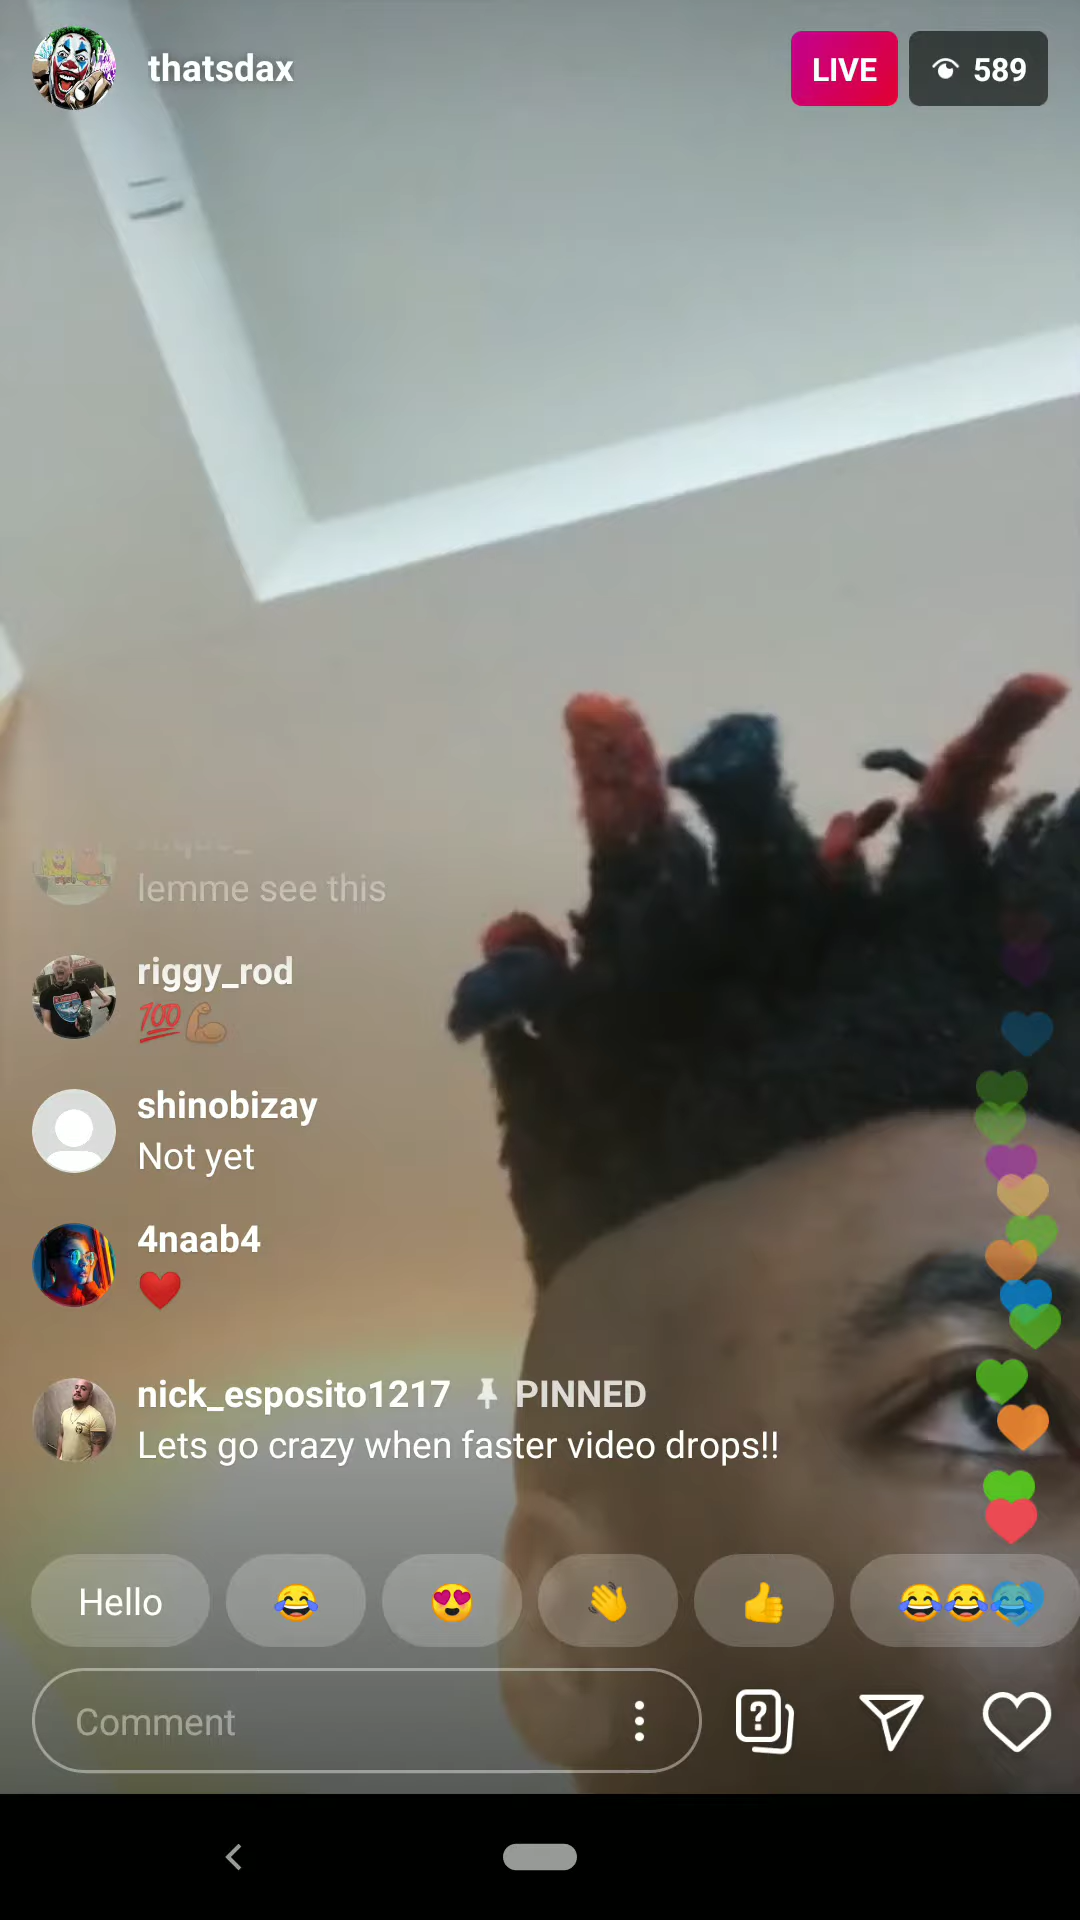 thatsdax
LIVE
589
lemme see this
riggy_rod
💯💪🏽
shinobizay
Not yet
4naab4
❤️
nick_esposito1217 PINNED
Lets go crazy when faster video drops!!
Hello
😂
😍
👋
👍
😂😂😂
Comment